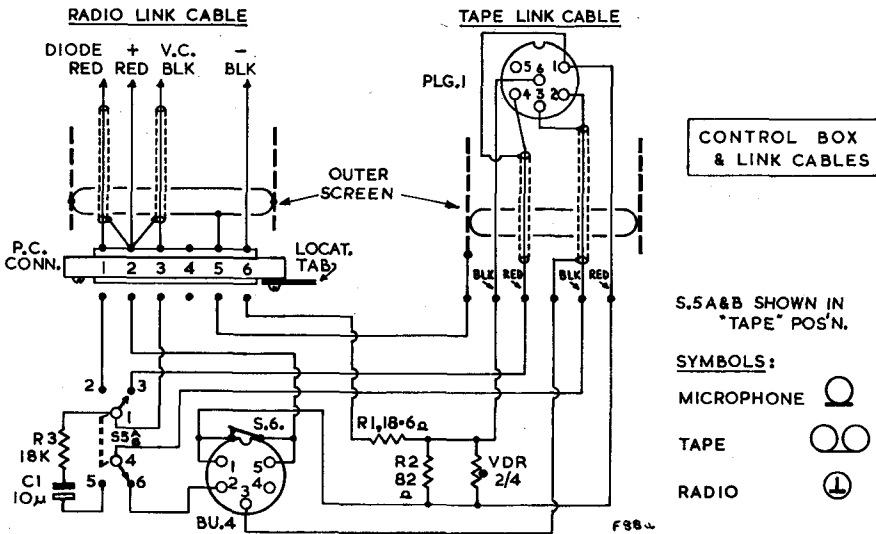 RADIO LINK CABLE
TAPE LINK CABLE
DIODE + V.C. -
RED RED BLK BLK
PLG.1
5 6 1
4 3 2
CONTROL BOX
& LINK CABLES
OUTER
SCREEN
P.C.
CONN.
LOCAT.
TAB
1 2 3 4 5 6
BLK RED BLK RED
S.5 A&B SHOWN IN
"TAPE" POS'N.
SYMBOLS:
MICROPHONE
TAPE
RADIO
2 3
1
S5A
B
4
5 6
R3
18K
C1
10μ
S.6.
1 5
2 3 4
BU.4
R1,18·6Ω
R2
82
Ω
VDR
2/4